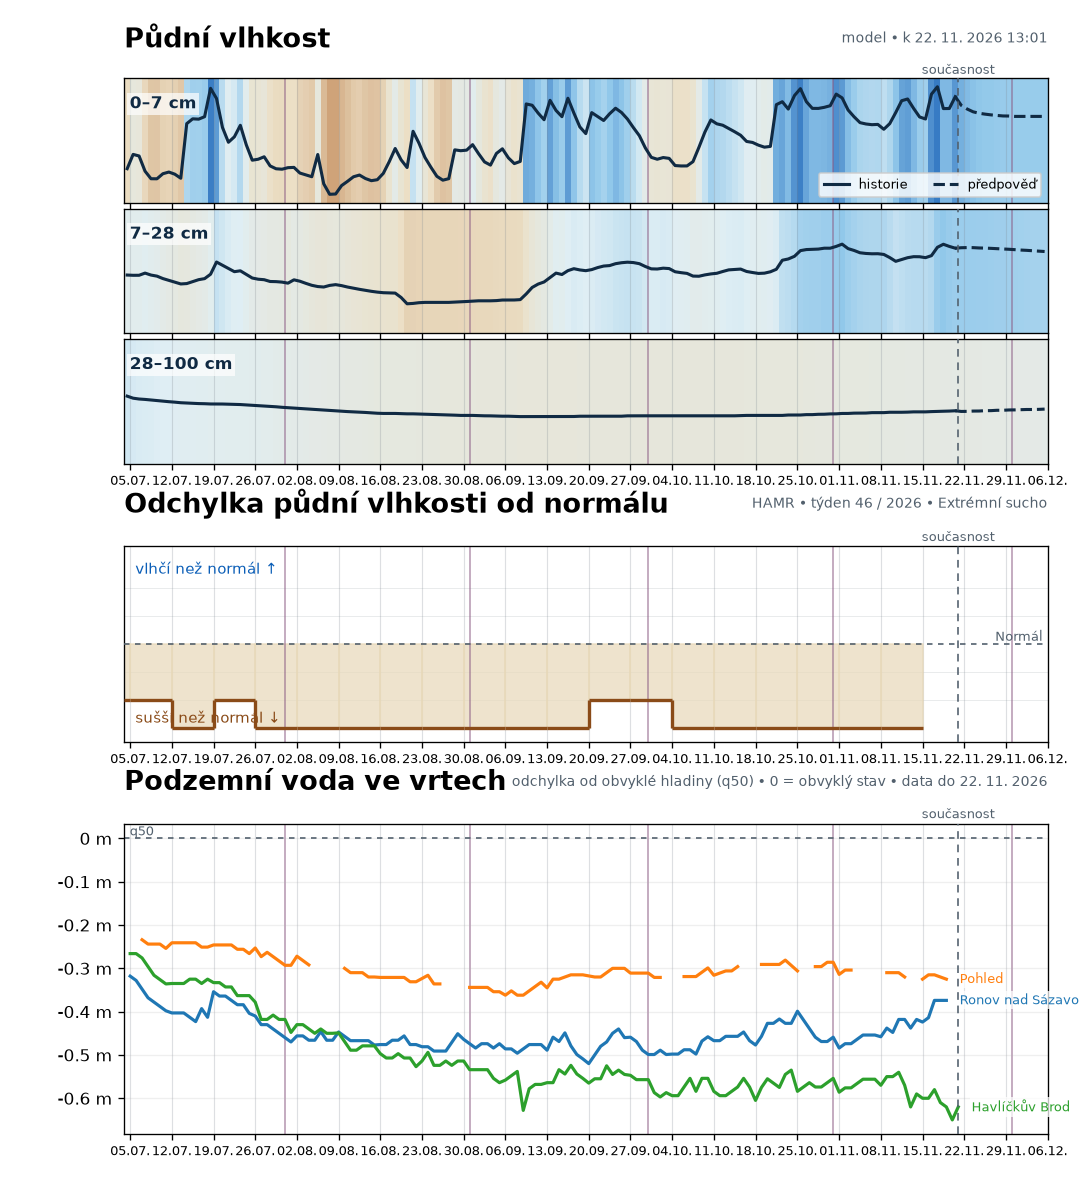 Půdní vlhkost
model • k 22. 11. 2026 13:01
současnost
0–7 cm
historie
předpověď
7–28 cm
28–100 cm
05.07. 12.07. 19.07. 26.07. 02.08. 09.08. 16.08. 23.08. 30.08. 06.09. 13.09. 20.09. 27.09. 04.10. 11.10. 18.10. 25.10. 01.11. 08.11. 15.11. 22.11. 29.11. 06.12.
Odchylka půdní vlhkosti od normálu
HAMR • týden 46 / 2026 • Extrémní sucho
současnost
vlhčí než normál ↑
Normál
sušší než normál ↓
05.07. 12.07. 19.07. 26.07. 02.08. 09.08. 16.08. 23.08. 30.08. 06.09. 13.09. 20.09. 27.09. 04.10. 11.10. 18.10. 25.10. 01.11. 08.11. 15.11. 22.11. 29.11. 06.12.
Podzemní voda ve vrtech
odchylka od obvyklé hladiny (q50) • 0 = obvyklý stav • data do 22. 11. 2026
současnost
q50
0 m
-0.1 m
-0.2 m
-0.3 m
Pohled
-0.4 m
Ronov nad Sázavo
-0.5 m
-0.6 m
Havlíčkův Brod
05.07. 12.07. 19.07. 26.07. 02.08. 09.08. 16.08. 23.08. 30.08. 06.09. 13.09. 20.09. 27.09. 04.10. 11.10. 18.10. 25.10. 01.11. 08.11. 15.11. 22.11. 29.11. 06.12.